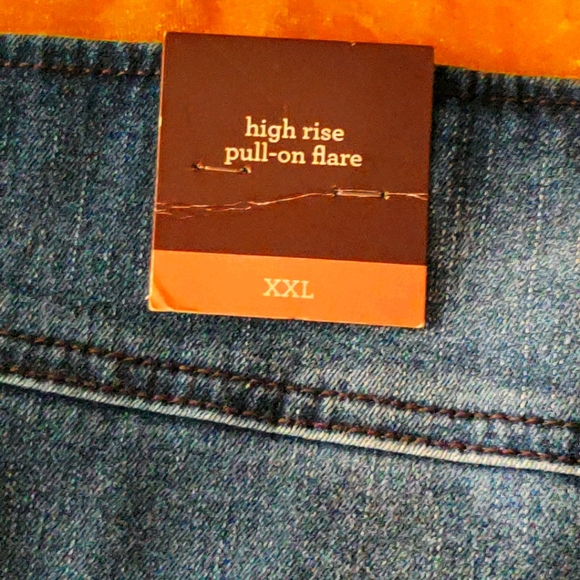 high rise
pull-on flare
XXL